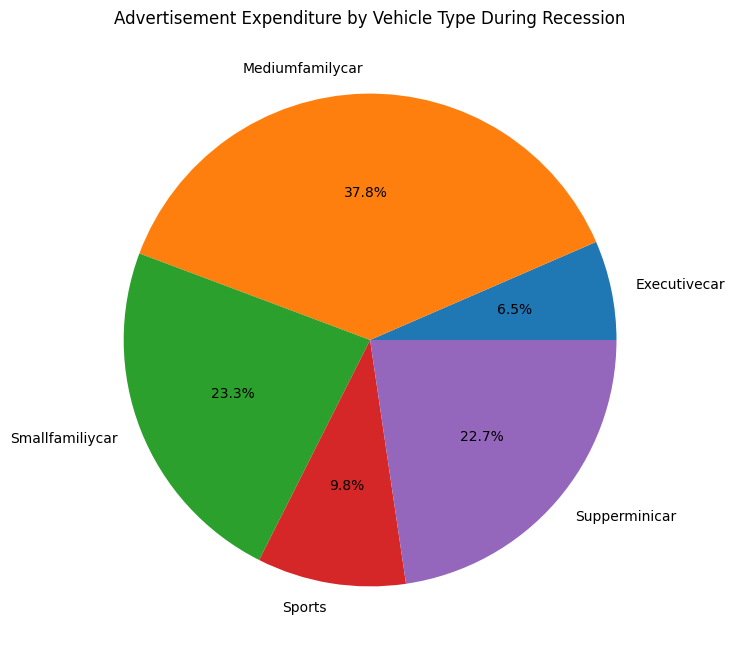 Advertisement Expenditure by Vehicle Type During Recession
Mediumfamilycar
37.8%
Executivecar
6.5%
23.3%
Smallfamiliycar
22.7%
9.8%
Supperminicar
Sports